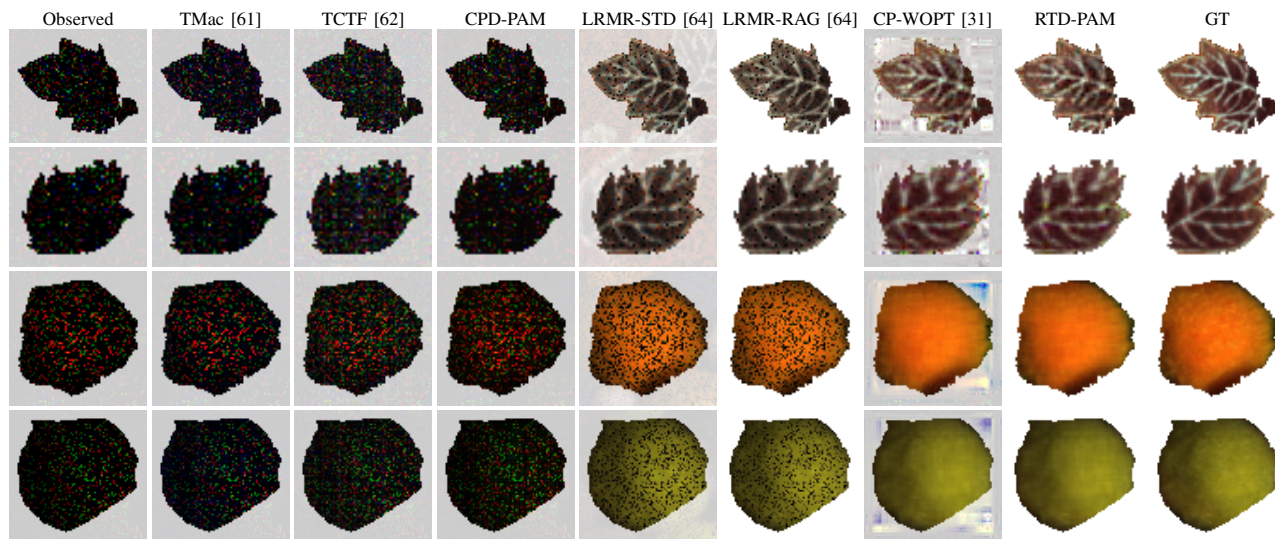 Observed TMac [61] TCTF [62] CPD-PAM LRMR-STD [64] LRMR-RAG [64] CP-WOPT [31] RTD-PAM GT